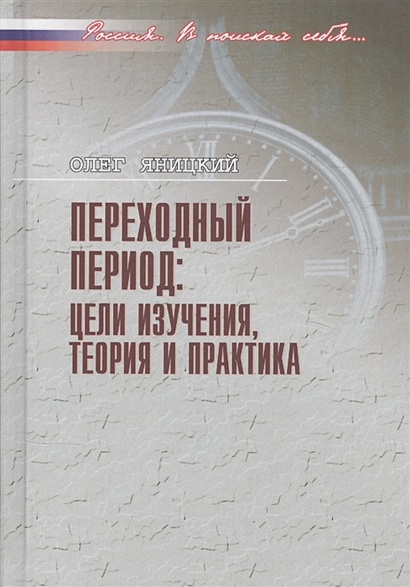 Россия. В поисках себя...
ОЛЕГ ЯНИЦКИЙ
ПЕРЕХОДНЫЙ
ПЕРИОД:
ЦЕЛИ ИЗУЧЕНИЯ,
ТЕОРИЯ И ПРАКТИКА